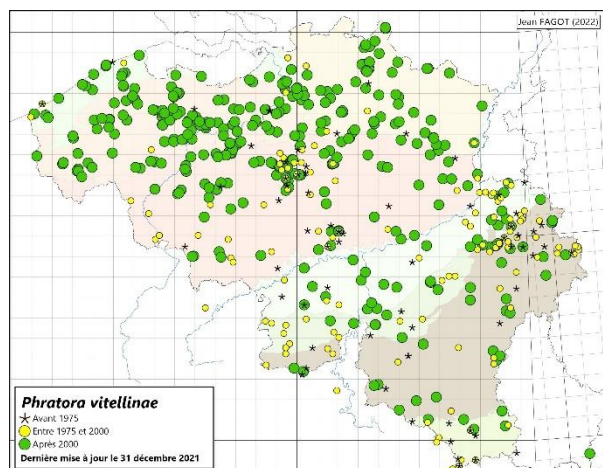 Jean FAGOT (2022)
Phratora vitellinae
Avant 1975
Entre 1975 et 2000
Après 2000
Dernière mise à jour le 31 décembre 2021